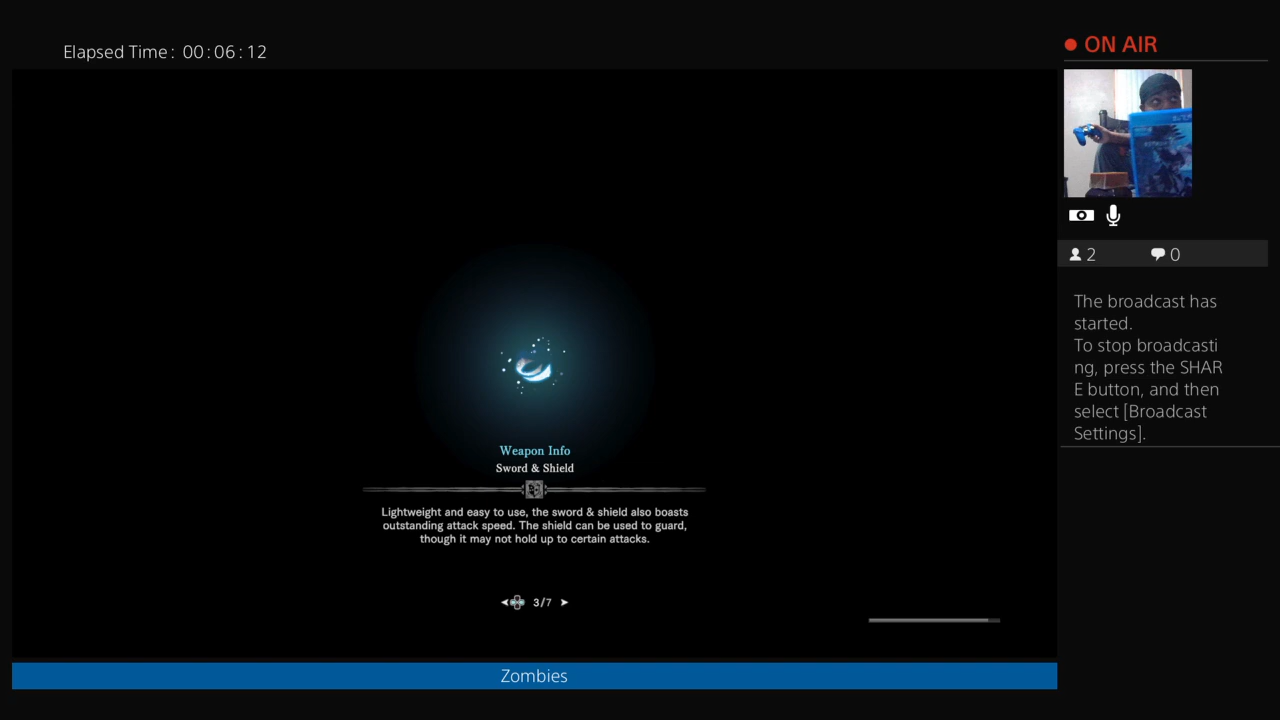 Elapsed Time: 00:06:12
ON AIR
2
0
The broadcast has
started.
To stop broadcasti
ng, press the SHAR
E button, and then
select [Broadcast
Settings].
Weapon Info
Sword & Shield
Lightweight and easy to use, the sword & shield also boasts
outstanding attack speed. The shield can be used to guard,
though it may not hold up to certain attacks.
3/7
Zombies